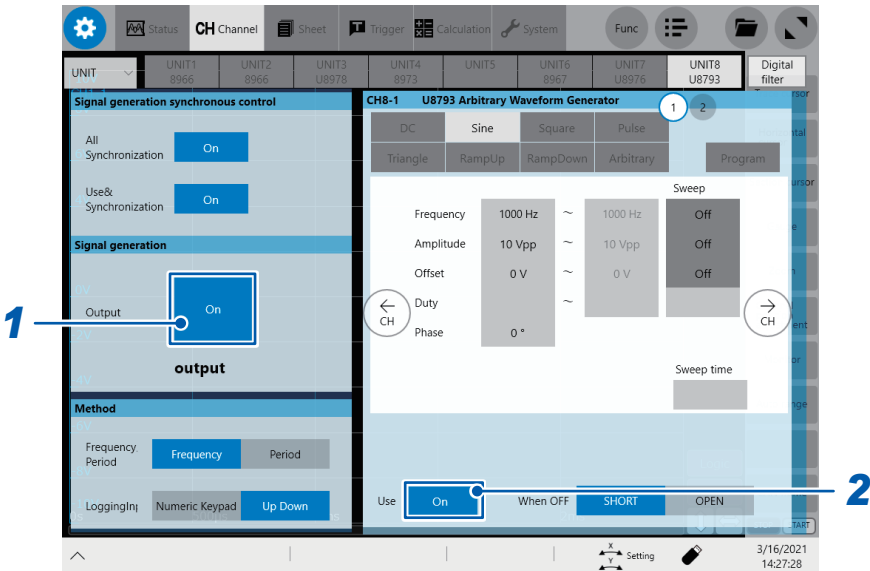 Status CH Channel Sheet Trigger Calculation System Func
UNIT UNIT1 UNIT2 UNIT3 UNIT4 UNIT5 UNIT6 UNIT7 UNIT8 Digital
8966 8966 U8978 8973 8967 U8976 U8793 filter
Signal generation synchronous control
CH8-1 U8793 Arbitrary Waveform Generator 1 2
All
Synchronization On
Use&
Synchronization On
DC Sine Square Pulse
Triangle RampUp RampDown Arbitrary Program
Sweep
Frequency 1000 Hz ~ 1000 Hz Off
Amplitude 10 Vpp ~ 10 Vpp Off
Offset 0 V ~ 0 V Off
Duty ~
Phase 0 °
← CH
→ CH
Sweep time
Signal generation
1
Output On
output
Method
Frequency
Period Frequency Period
LoggingIn Numeric Keypad Up Down
Use On When OFF SHORT OPEN
2
START
X
Y
Setting
3/16/2021
14:27:28